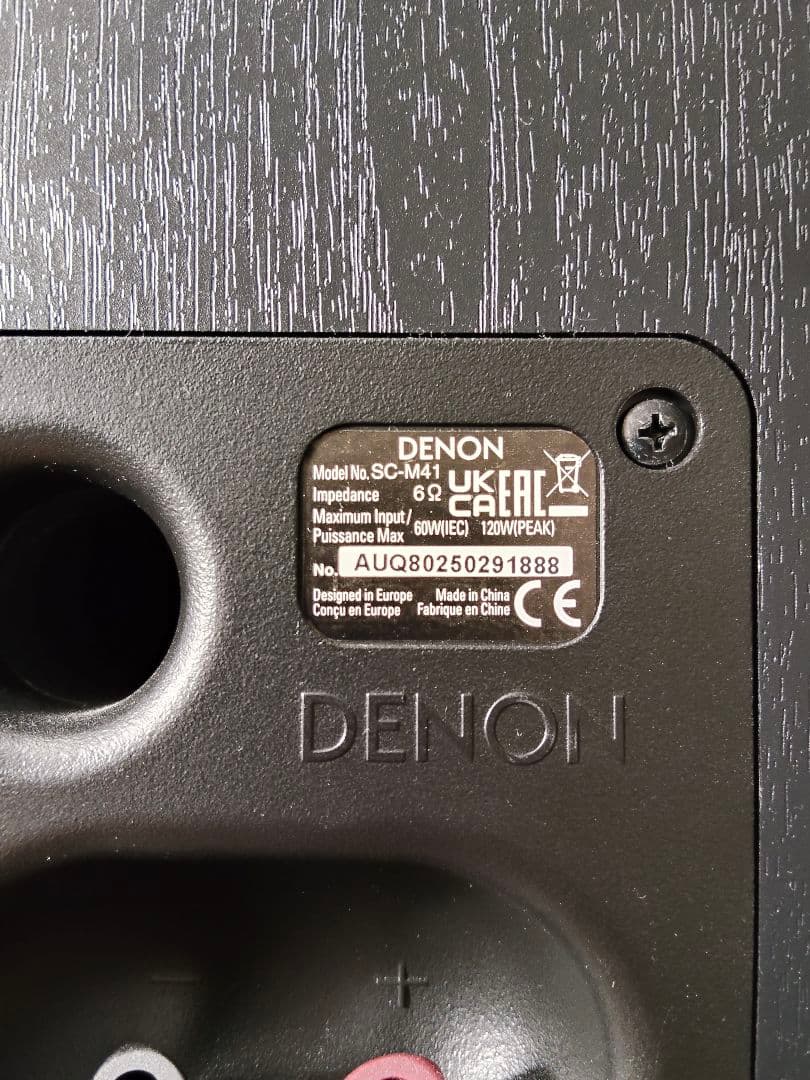 DENON
Model No. SC-M41
Impedance 6Ω
UK
CA
EAC
Maximum Input/
Puissance Max 60W(IEC) 120W(PEAK)
No. AUQ80250291888
Designed in Europe Made in China
Conçu en Europe Fabrique en Chine
CE
DENON
− +